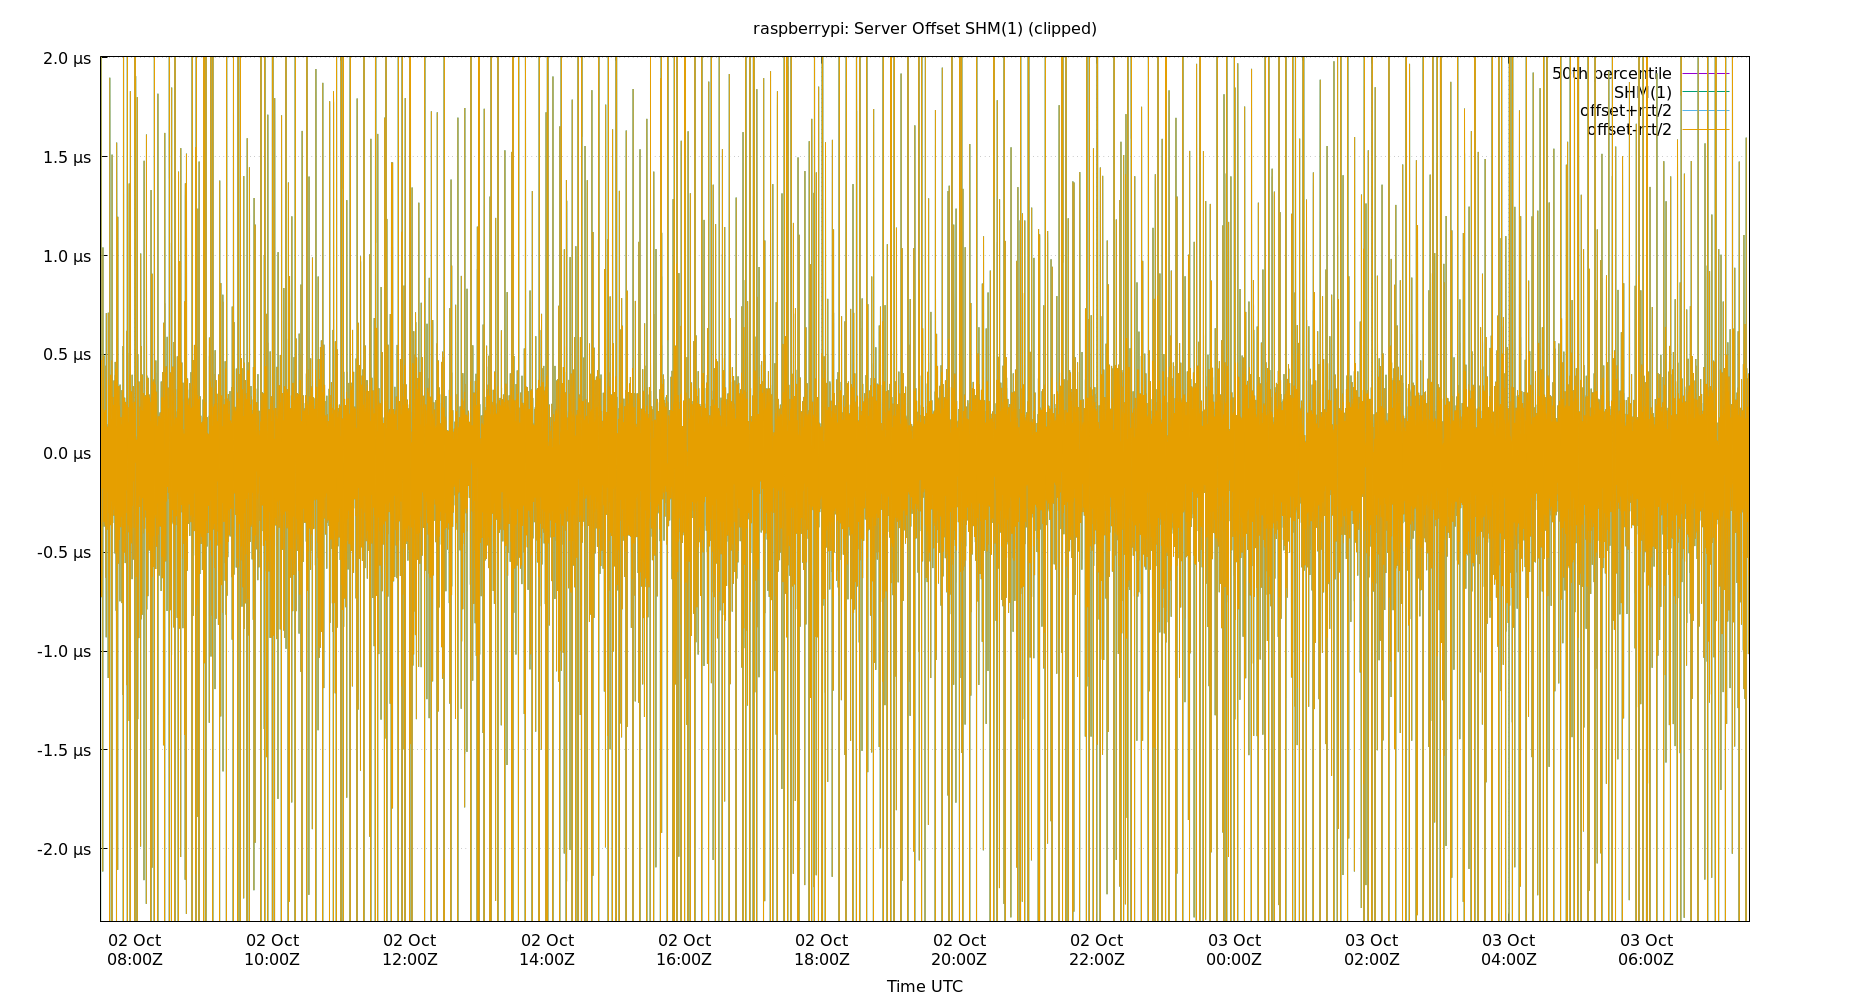 raspberrypi: Server Offset SHM(1) (clipped)
2.0 µs
1.5 µs
1.0 µs
0.5 µs
0.0 µs
-0.5 µs
-1.0 µs
-1.5 µs
-2.0 µs
50th percentile
SHM(1)
offset+rtt/2
offset-rtt/2
02 Oct 02 Oct 02 Oct 02 Oct 02 Oct 02 Oct 02 Oct 02 Oct 03 Oct 03 Oct 03 Oct 03 Oct
08:00Z 10:00Z 12:00Z 14:00Z 16:00Z 18:00Z 20:00Z 22:00Z 00:00Z 02:00Z 04:00Z 06:00Z
Time UTC